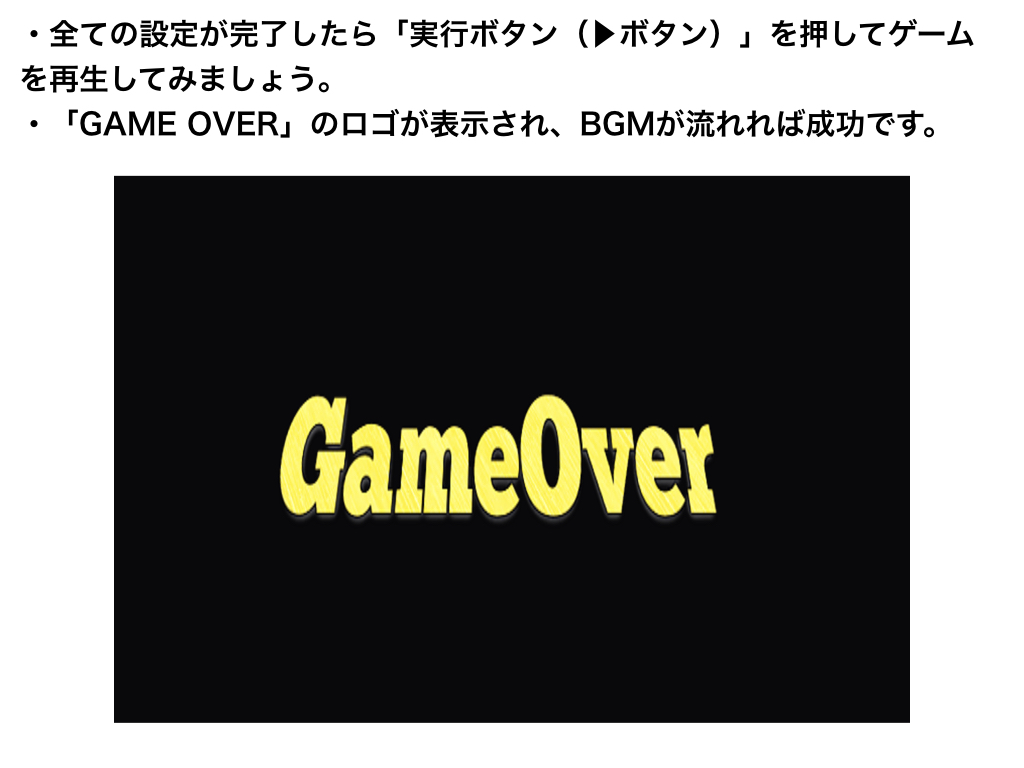 ・全ての設定が完了したら「実行ボタン（▶ボタン）」を押してゲーム
を再生してみましょう。
・「GAME OVER」のロゴが表示され、BGMが流れれば成功です。
GameOver